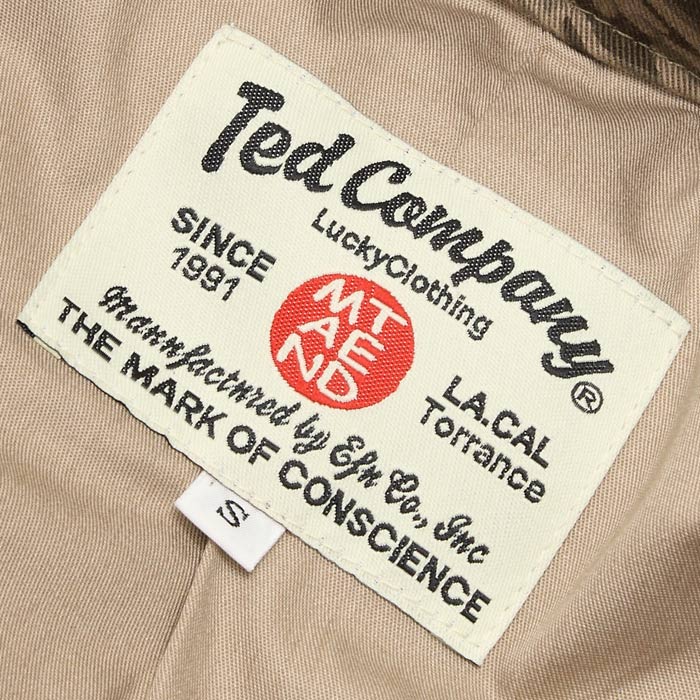 Ted Company®
LuckyClothing
SINCE
1991
MT
AE
ND
LA.CAL
Torrance
manufactured by Efu Co., Inc
THE MARK OF CONSCIENCE
S